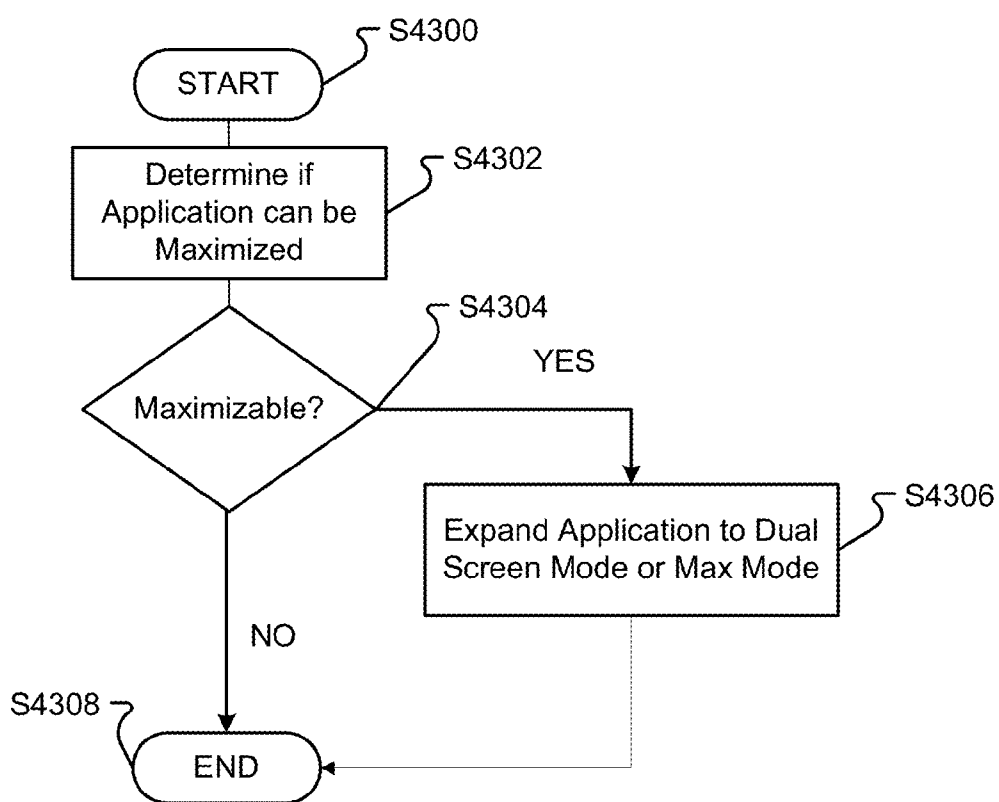 S4300
START
S4302
Determine if
Application can be
Maximized
S4304
YES
Maximizable?
S4306
Expand Application to Dual
Screen Mode or Max Mode
NO
S4308
END